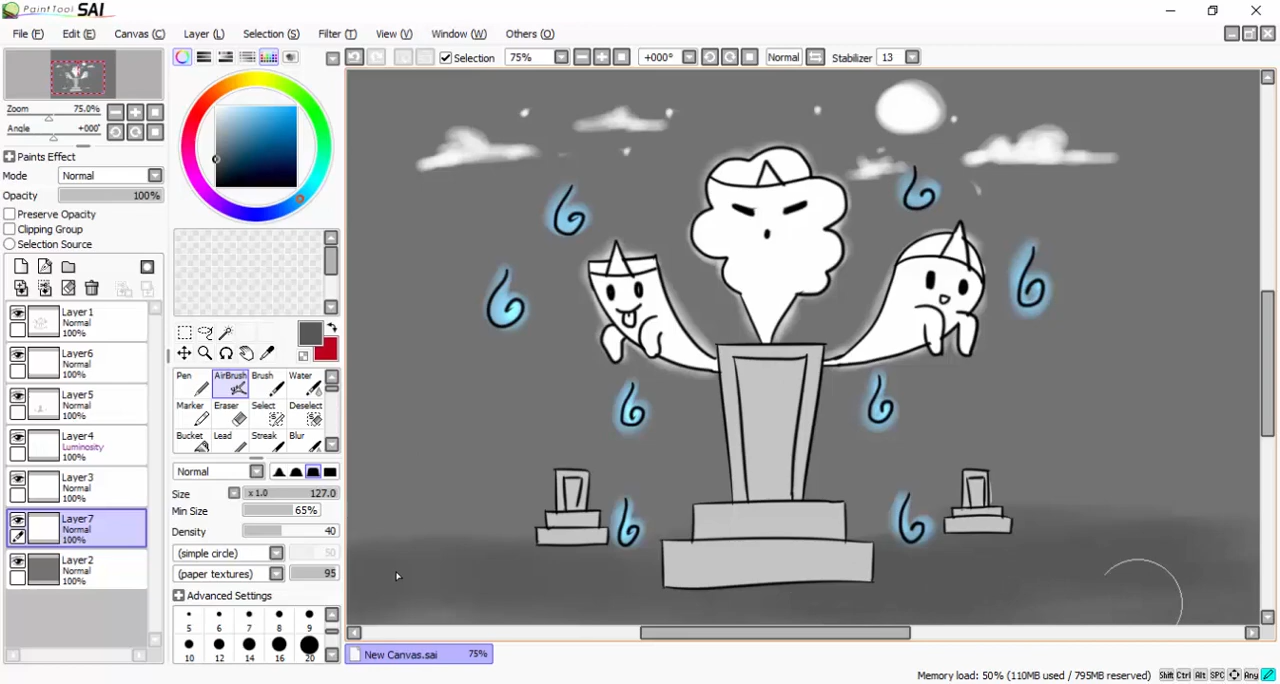 PaintTool SAI
File (F) Edit (E) Canvas (C) Layer (L) Selection (S) Filter (T) View (V) Window (W) Others (O)
Selection 75% +000° Normal Stabilizer 13
Zoom 75.0%
Angle +000°
Paints Effect
Mode Normal
Opacity 100%
Preserve Opacity
Clipping Group
Selection Source
Layer1
Normal
100%
Layer6
Normal
100%
Layer5
Normal
100%
Layer4
Luminosity
100%
Layer3
Normal
100%
Layer7
Normal
100%
Layer2
Normal
100%
Pen AirBrush Brush Water
Marker Eraser Select Deselect
Bucket Lead Streak Blur
Normal
Size x 1.0 127.0
Min Size 65%
Density 40
(simple circle) 50
(paper textures) 95
Advanced Settings
5 6 7 8 9
10 12 14 16 20
New Canvas.sai 75%
Memory load: 50% (110MB used / 795MB reserved) Shift Ctrl Alt SPC Any